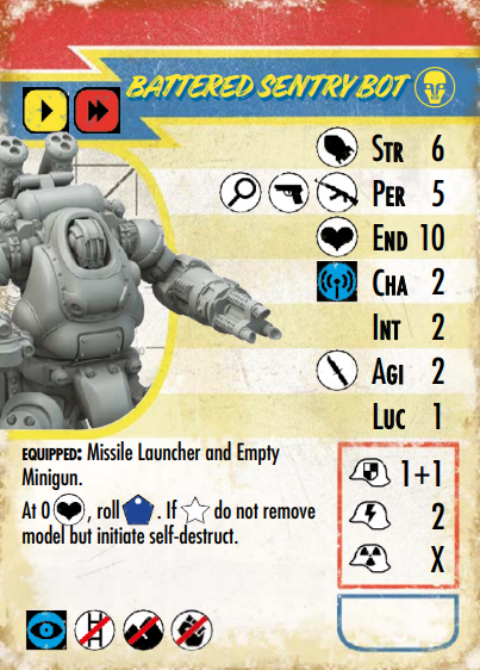 BATTERED SENTRY BOT
STR 6
PER 5
END 10
CHA 2
INT 2
AGI 2
LUC 1
EQUIPPED: Missile Launcher and Empty
Minigun.
At 0 , roll . If do not remove
model but initiate self-destruct.
1+1
2
X